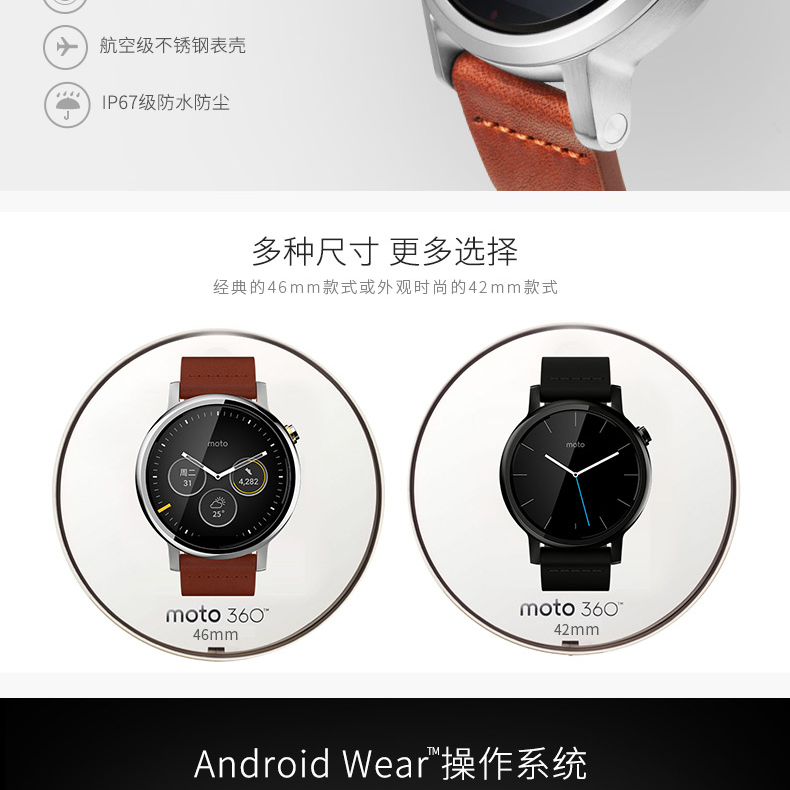 航空级不锈钢表壳
IP67级防水防尘
多种尺寸 更多选择
经典的46mm款式或外观时尚的42mm款式
moto
周二
31
4,282
25°
moto 360™
46mm
moto
moto 360™
42mm
Android Wear™操作系统